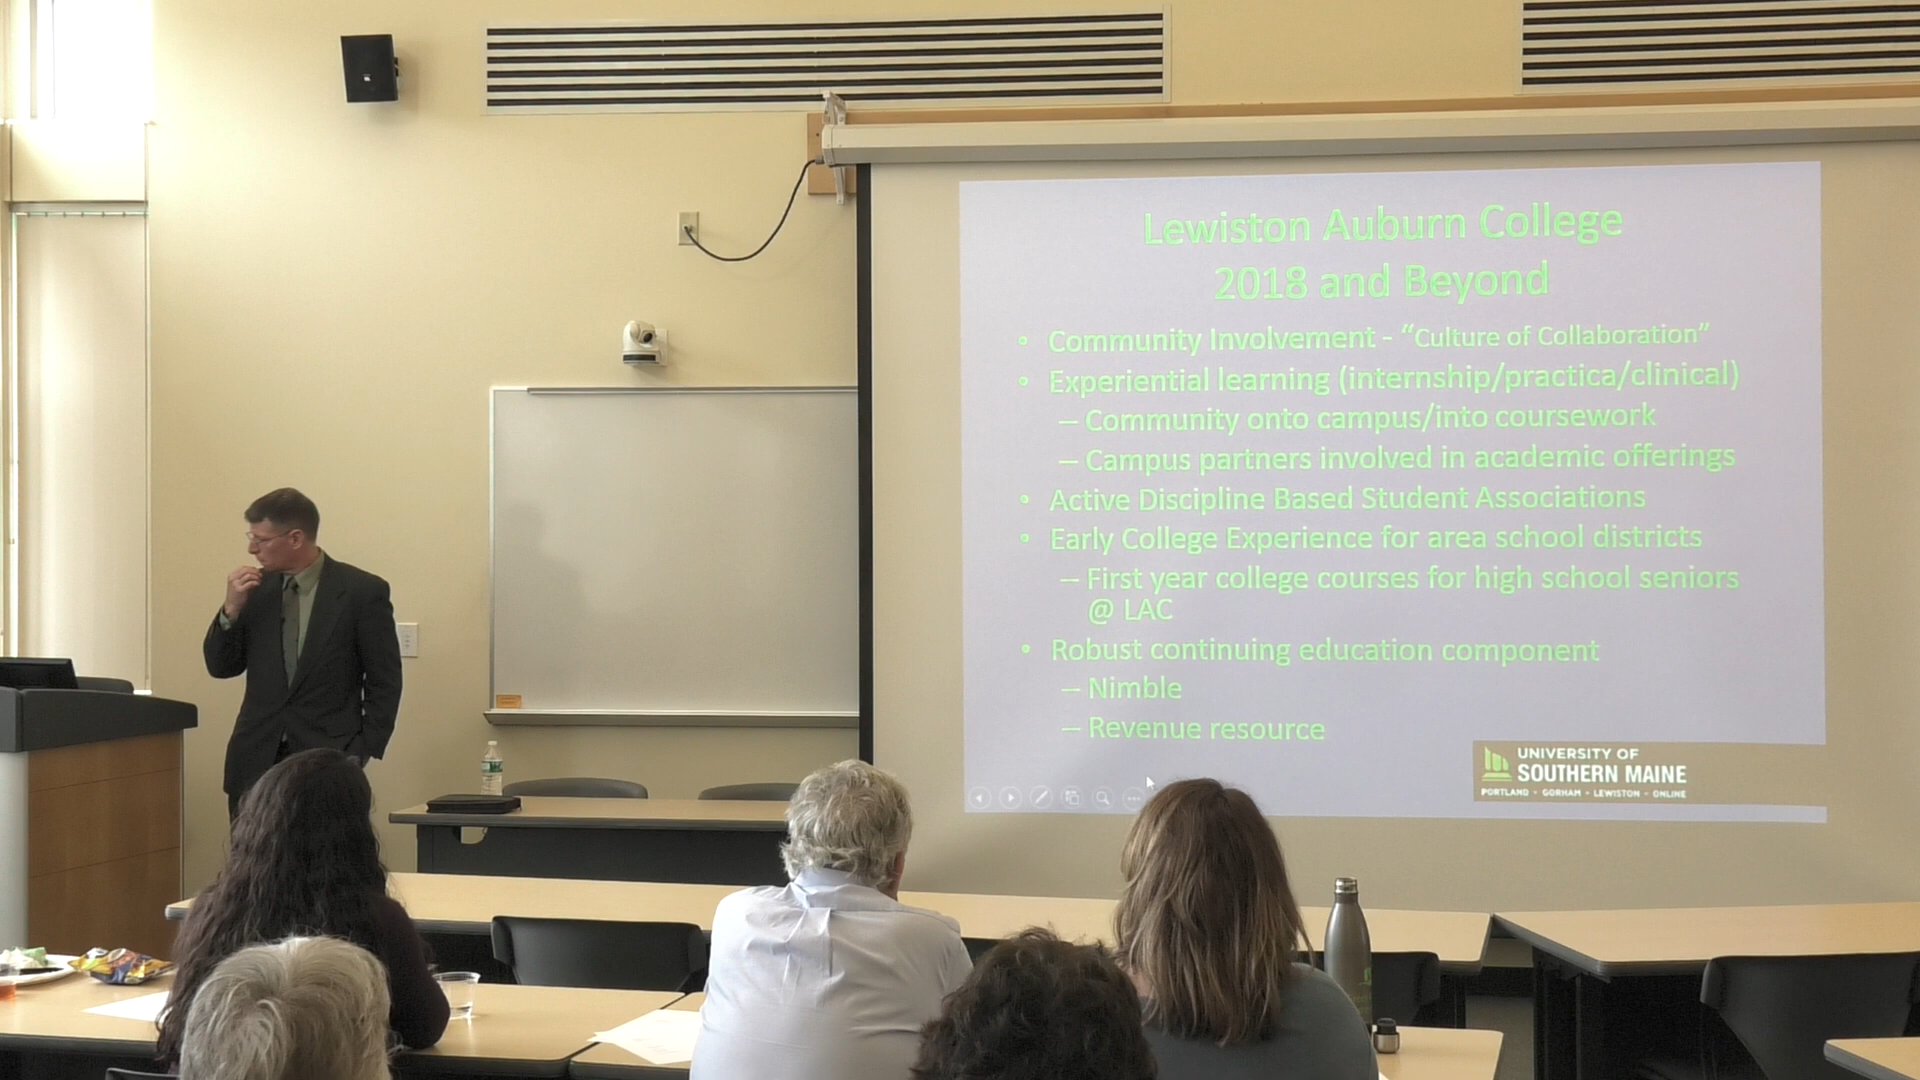 Lewiston Auburn College
2018 and Beyond
• Community Involvement - “Culture of Collaboration”
• Experiential learning (internship/practica/clinical)
– Community onto campus/into coursework
– Campus partners involved in academic offerings
• Active Discipline Based Student Associations
• Early College Experience for area school districts
– First year college courses for high school seniors
@ LAC
• Robust continuing education component
– Nimble
– Revenue resource
UNIVERSITY OF
SOUTHERN MAINE
PORTLAND • GORHAM • LEWISTON • ONLINE